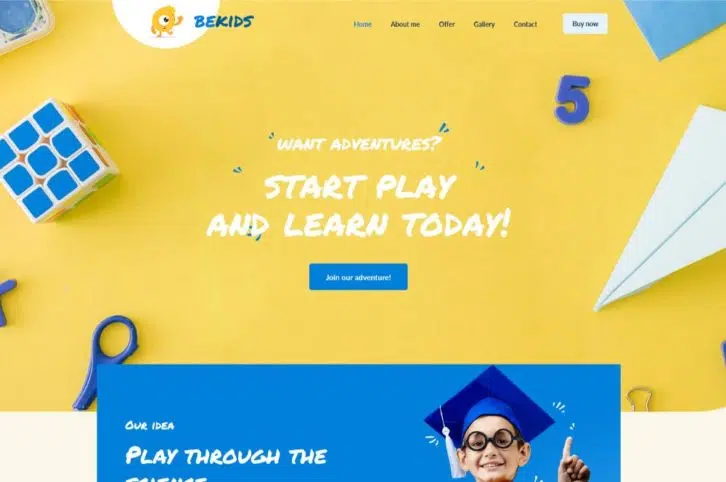 BEKIDS
Home About me Offer Gallery Contact Buy now
5
WANT ADVENTURES?
START PLAY
AND LEARN TODAY!
Join our adventure!
OUR IDEA
PLAY THROUGH THE